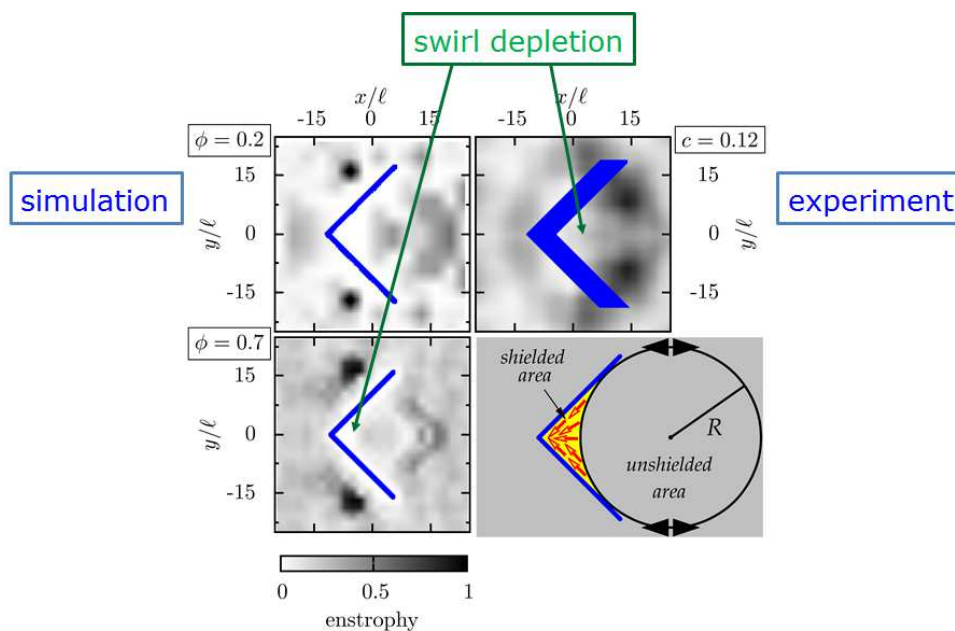 swirl depletion
x/ℓ
x/ℓ
-15 0 15
-15 0 15
ϕ = 0.2
c = 0.12
simulation
experiment
15
0
-15
y/ℓ
15
0
-15
y/ℓ
ϕ = 0.7
15
0
-15
y/ℓ
shielded
area
R
unshielded
area
0 0.5 1
enstrophy